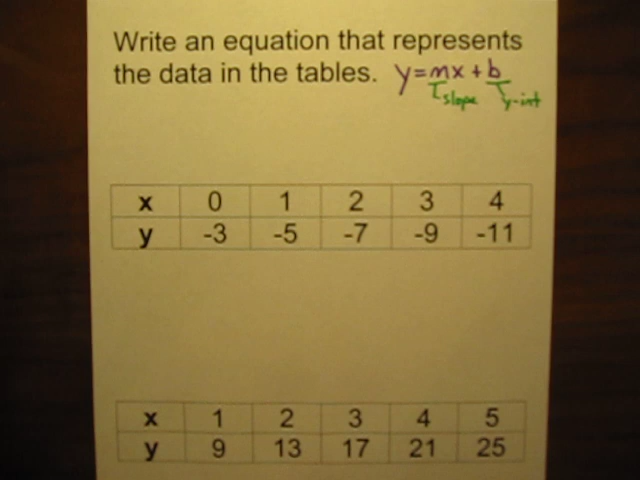 Write an equation that represents
the data in the tables. y=mx+b
slope y-int
x 0 1 2 3 4
y -3 -5 -7 -9 -11
x 1 2 3 4 5
y 9 13 17 21 25